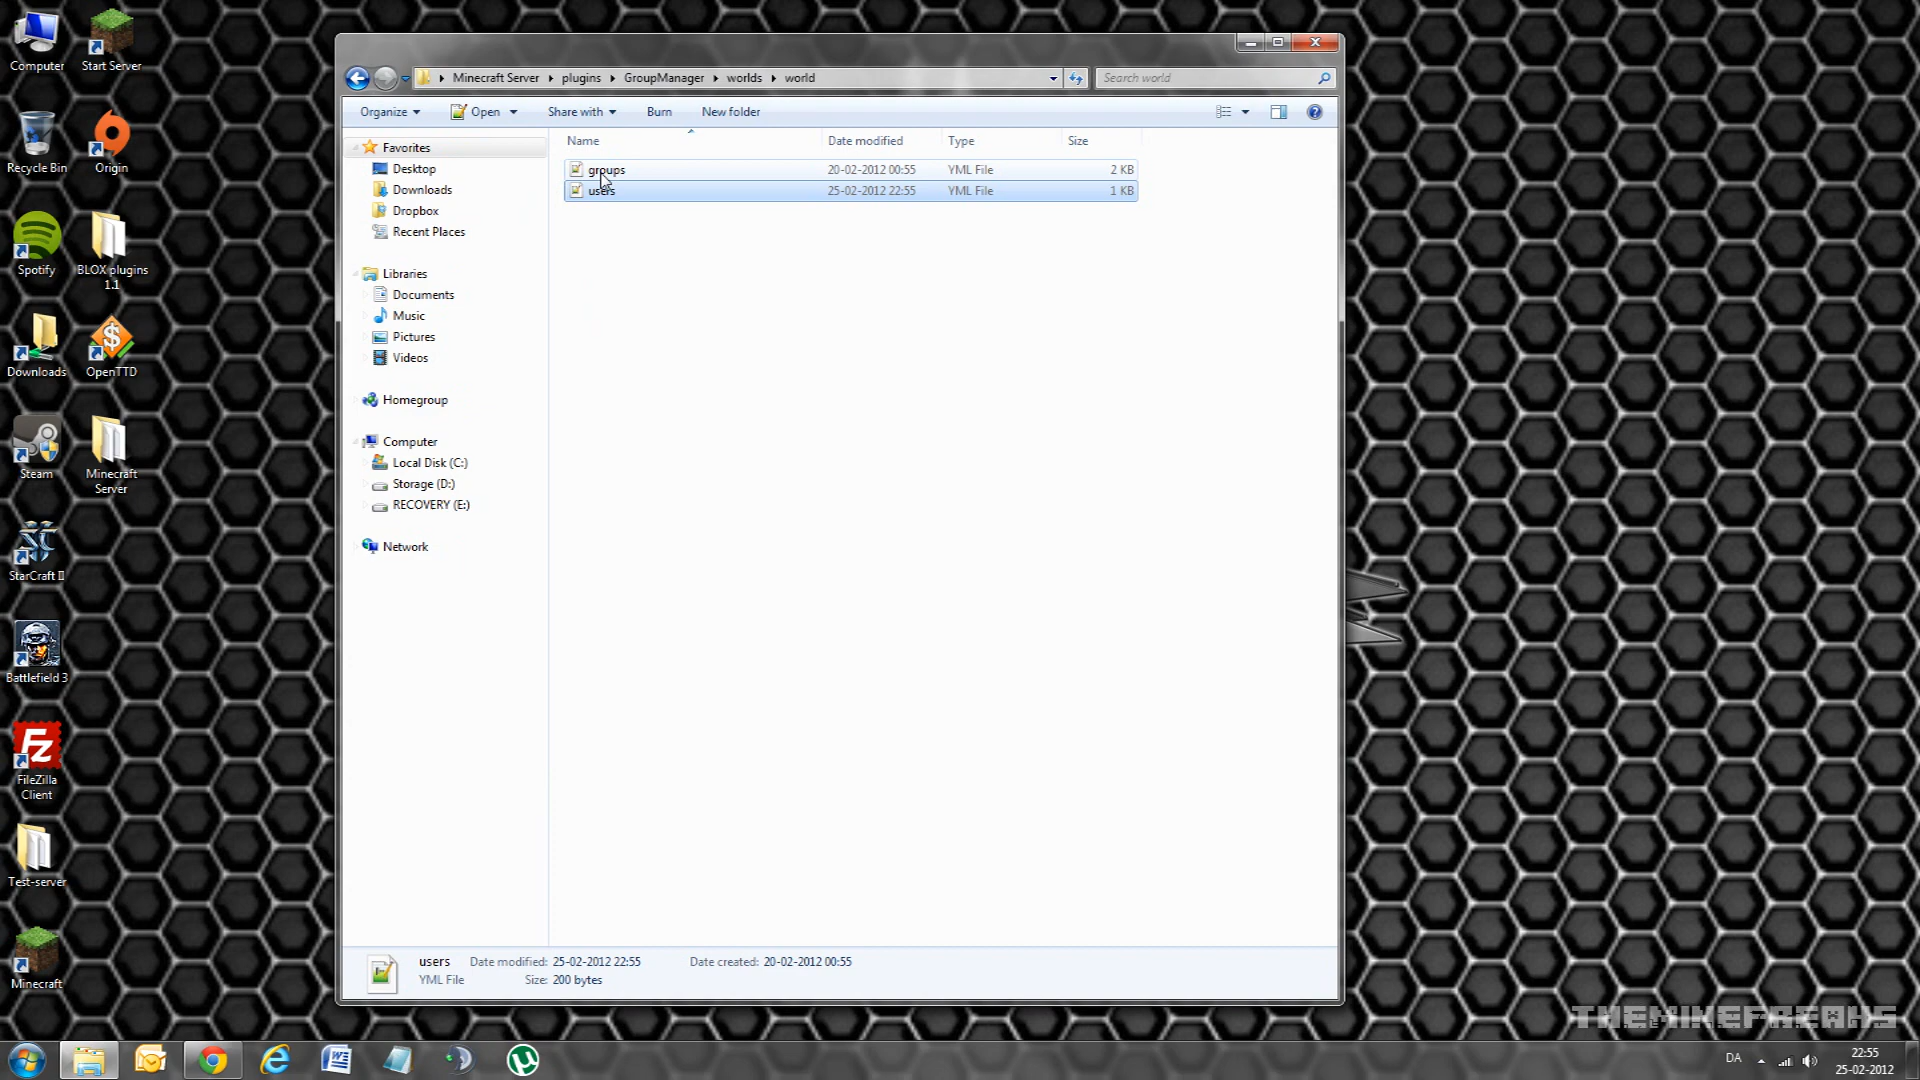 Computer
Start Server
Recycle Bin
Origin
Spotify
BLOX plugins
1.1
Downloads
OpenTTD
Steam
Minecraft
Server
StarCraft II
Battlefield 3
FileZilla
Client
Test-server
Minecraft
Minecraft Server
plugins
GroupManager
worlds
world
Search world
Organize
Open
Share with
Burn
New folder
Favorites
Desktop
Downloads
Dropbox
Recent Places
Libraries
Documents
Music
Pictures
Videos
Homegroup
Computer
Local Disk (C:)
Storage (D:)
RECOVERY (E:)
Network
Name Date modified Type Size
groups 20-02-2012 00:55 YML File 2 KB
users 25-02-2012 22:55 YML File 1 KB
users Date modified: 25-02-2012 22:55 Date created: 20-02-2012 00:55
YML File Size: 200 bytes
THEMIKEFREAKS
DA
22:55
25-02-2012